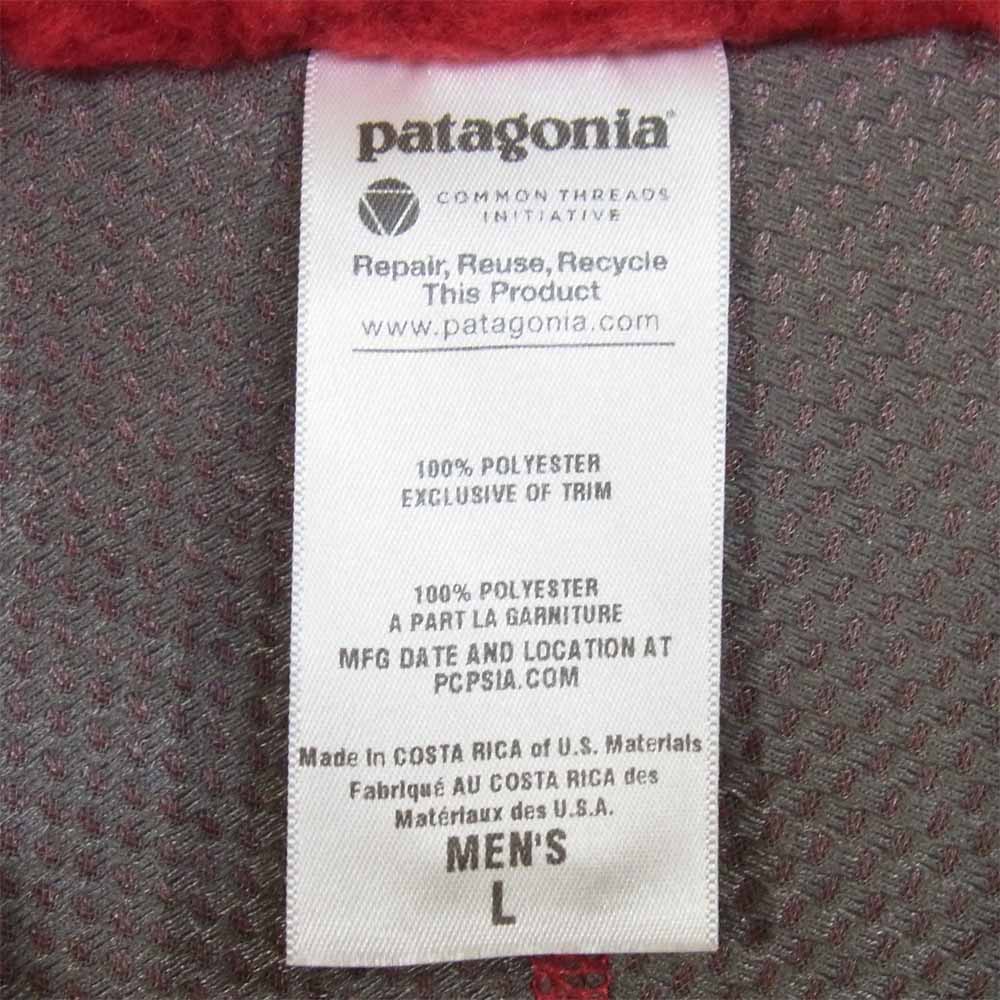 patagonia®
COMMON THREADS
INITIATIVE
Repair, Reuse, Recycle
This Product
www.patagonia.com
100% POLYESTER
EXCLUSIVE OF TRIM
100% POLYESTER
A PART LA GARNITURE
MFG DATE AND LOCATION AT
PCPSIA.COM
Made in COSTA RICA of U.S. Materials
Fabriqué AU COSTA RICA des
Matériaux des U.S.A.
MEN'S
L